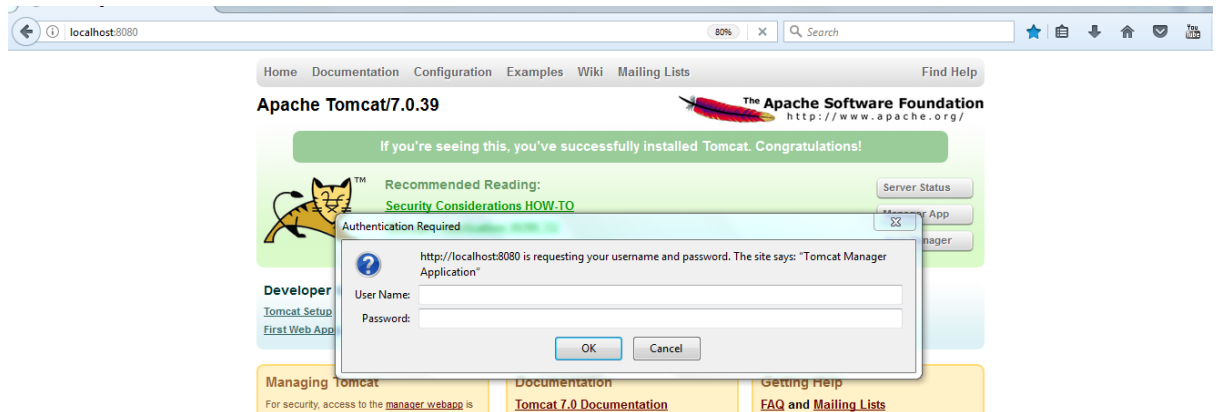 localhost:8080
80%
Search
You
Tube
Home Documentation Configuration Examples Wiki Mailing Lists Find Help
Apache Tomcat/7.0.39
The Apache Software Foundation
http://www.apache.org/
If you're seeing this, you've successfully installed Tomcat. Congratulations!
TM
Recommended Reading:
Security Considerations HOW-TO
Server Status
Manager App
nager
Authentication Required
http://localhost:8080 is requesting your username and password. The site says: “Tomcat Manager
Application”
User Name:
Password:
OK Cancel
Developer
Tomcat Setup
First Web App
Managing Tomcat
For security, access to the manager webapp is
Documentation
Tomcat 7.0 Documentation
Getting Help
FAQ and Mailing Lists